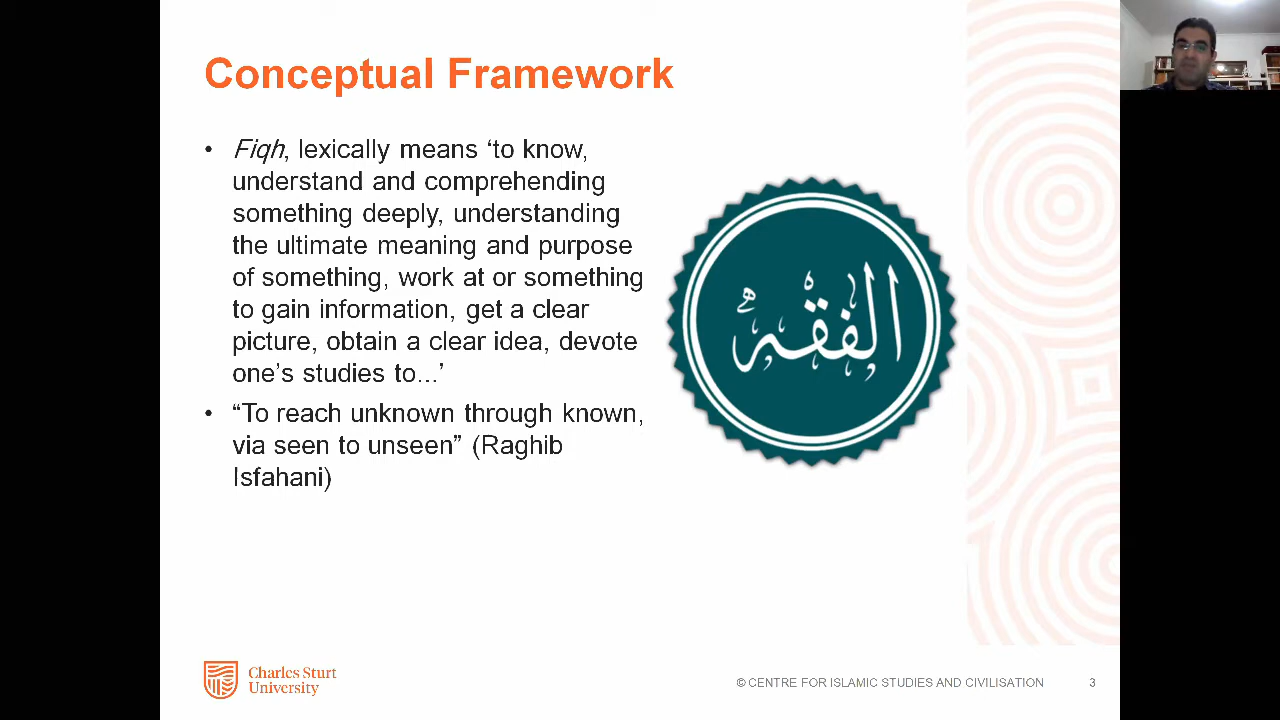 Conceptual Framework
• Fiqh, lexically means ‘to know,
understand and comprehending
something deeply, understanding
the ultimate meaning and purpose
of something, work at or something
to gain information, get a clear
picture, obtain a clear idea, devote
one’s studies to...’
• “To reach unknown through known,
via seen to unseen” (Raghib
Isfahani)
الفقه
Charles Sturt
University
© CENTRE FOR ISLAMIC STUDIES AND CIVILISATION 3